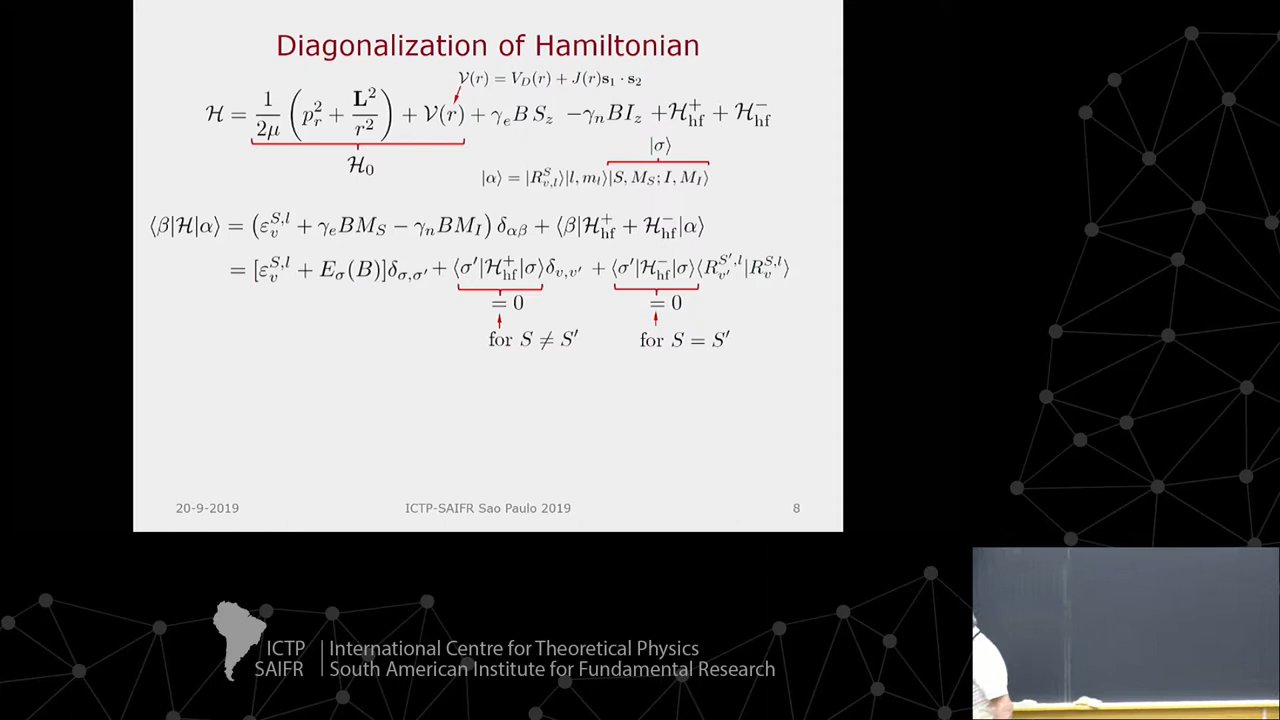 Diagonalization of Hamiltonian
𝒱(r) = V_D(r) + J(r)s₁ · s₂
ℋ = 1/2μ (p_r² + L²/r²) + 𝒱(r) + γ_e B S_z − γ_n B I_z + ℋ_hf⁺ + ℋ_hf⁻
ℋ₀
|σ⟩
|α⟩ = |R_{v,l}^S⟩|l, m_l⟩|S, M_S; I, M_I⟩
⟨β|ℋ|α⟩ = (ε_v^{S,l} + γ_e B M_S − γ_n B M_I) δ_{αβ} + ⟨β|ℋ_hf⁺ + ℋ_hf⁻|α⟩
= [ε_v^{S,l} + E_σ(B)]δ_{σ,σ′} + ⟨σ′|ℋ_hf⁺|σ⟩δ_{v,v′} + ⟨σ′|ℋ_hf⁻|σ⟩⟨R_{v′}^{S′,l}|R_v^{S,l}⟩
= 0 = 0
for S ≠ S′ for S = S′
20-9-2019 ICTP-SAIFR Sao Paulo 2019 8
ICTP International Centre for Theoretical Physics
SAIFR South American Institute for Fundamental Research